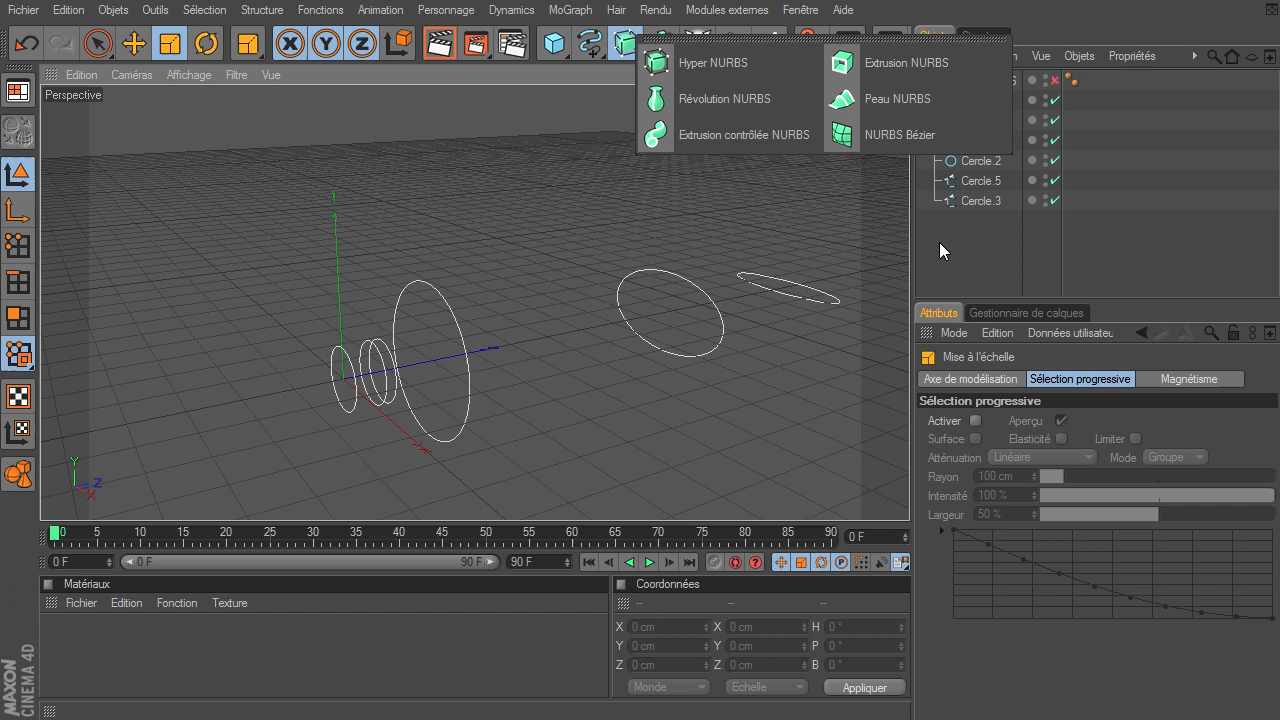 Fichier Edition Objets Outils Sélection Structure Fonctions Animation Personnage Dynamics MoGraph Hair Rendu Modules externes Fenêtre Aide
Hyper NURBS Extrusion NURBS
Révolution NURBS Peau NURBS
Extrusion contrôlée NURBS NURBS Bézier
Vue Objets Propriétés
Edition Caméras Affichage Filtre Vue
Perspective
Cercle.2
Cercle.5
Cercle.3
Y
Z
X
Attributs Gestionnaire de calques
Mode Edition Données utilisateu
Mise à l'échelle
Axe de modélisation Sélection progressive Magnétisme
Sélection progressive
Activer Aperçu
Surface Elasticité Limiter
Atténuation Linéaire Mode Groupe
Rayon 100 cm
Intensité 100 %
Largeur 50 %
0 5 10 15 20 25 30 35 40 45 50 55 60 65 70 75 80 85 90 0 F
0 F 0 F 90 F 90 F
Matériaux
Fichier Edition Fonction Texture
Coordonnées
-- -- --
X 0 cm X 0 cm H 0 °
Y 0 cm Y 0 cm P 0 °
Z 0 cm Z 0 cm B 0 °
Monde Echelle Appliquer
MAXON
CINEMA 4D